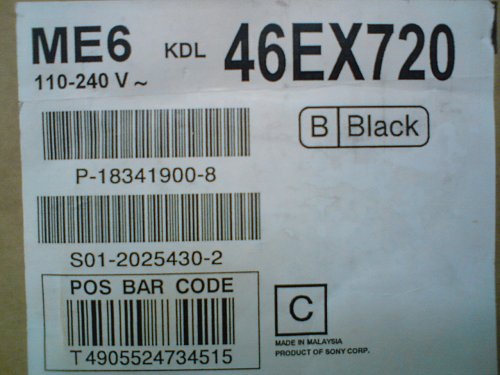 ME6 KDL 46EX720
110-240 V ~
B Black
P-18341900-8
S01-2025430-2
POS BAR CODE
T4905524734515
C
MADE IN MALAYSIA
PRODUCT OF SONY CORP.